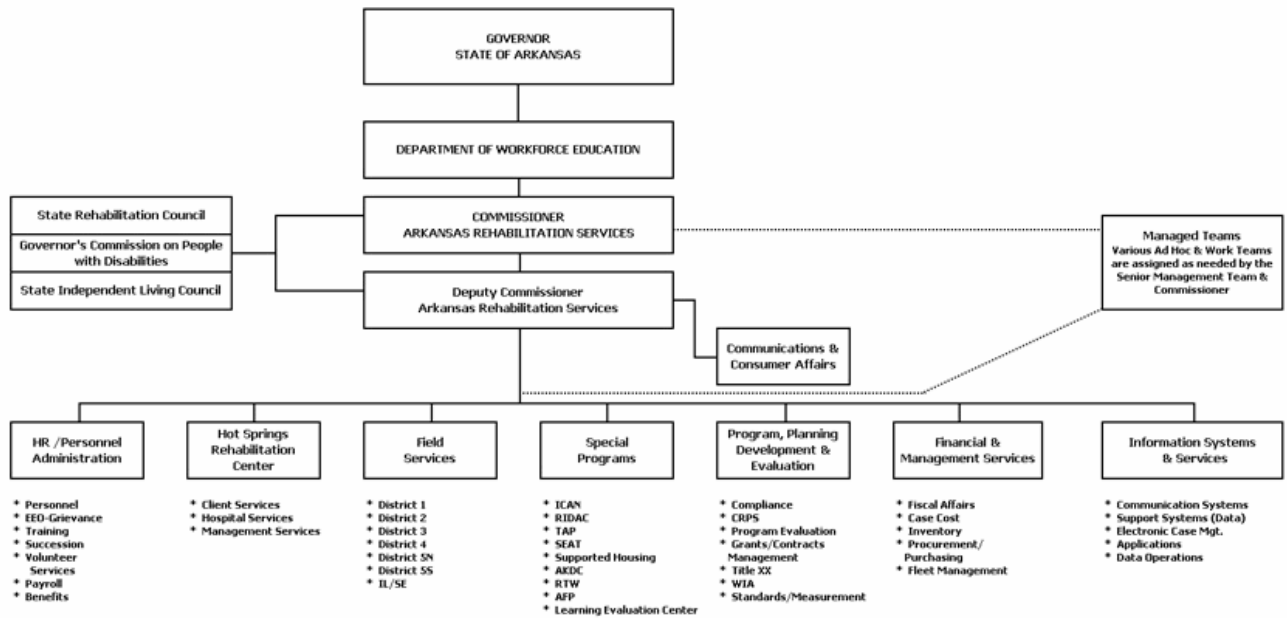 GOVERNOR
STATE OF ARKANSAS
DEPARTMENT OF WORKFORCE EDUCATION
State Rehabilitation Council
Governor's Commission on People
with Disabilities
State Independent Living Council
COMMISSIONER
ARKANSAS REHABILITATION SERVICES
Deputy Commissioner
Arkansas Rehabilitation Services
Managed Teams
Various Ad Hoc & Work Teams
are assigned as needed by the
Senior Management Team &
Commissioner
Communications &
Consumer Affairs
HR /Personnel
Administration
* Personnel
* EEO-Grievance
* Training
* Succession
* Volunteer
Services
* Payroll
* Benefits
Hot Springs
Rehabilitation
Center
* Client Services
* Hospital Services
* Management Services
Field
Services
* District 1
* District 2
* District 3
* District 4
* District 5N
* District 5S
* IL/SE
Special
Programs
* ICAN
* RIDAC
* TAP
* SEAT
* Supported Housing
* AKDC
* RTW
* AFP
* Learning Evaluation Center
Program, Planning
Development &
Evaluation
* Compliance
* CRPS
* Program Evaluation
* Grants/Contracts
Management
* Title XX
* WIA
* Standards/Measurement
Financial &
Management Services
* Fiscal Affairs
* Case Cost
* Inventory
* Procurement/
Purchasing
* Fleet Management
Information Systems
& Services
* Communication Systems
* Support Systems (Data)
* Electronic Case Mgt.
* Applications
* Data Operations